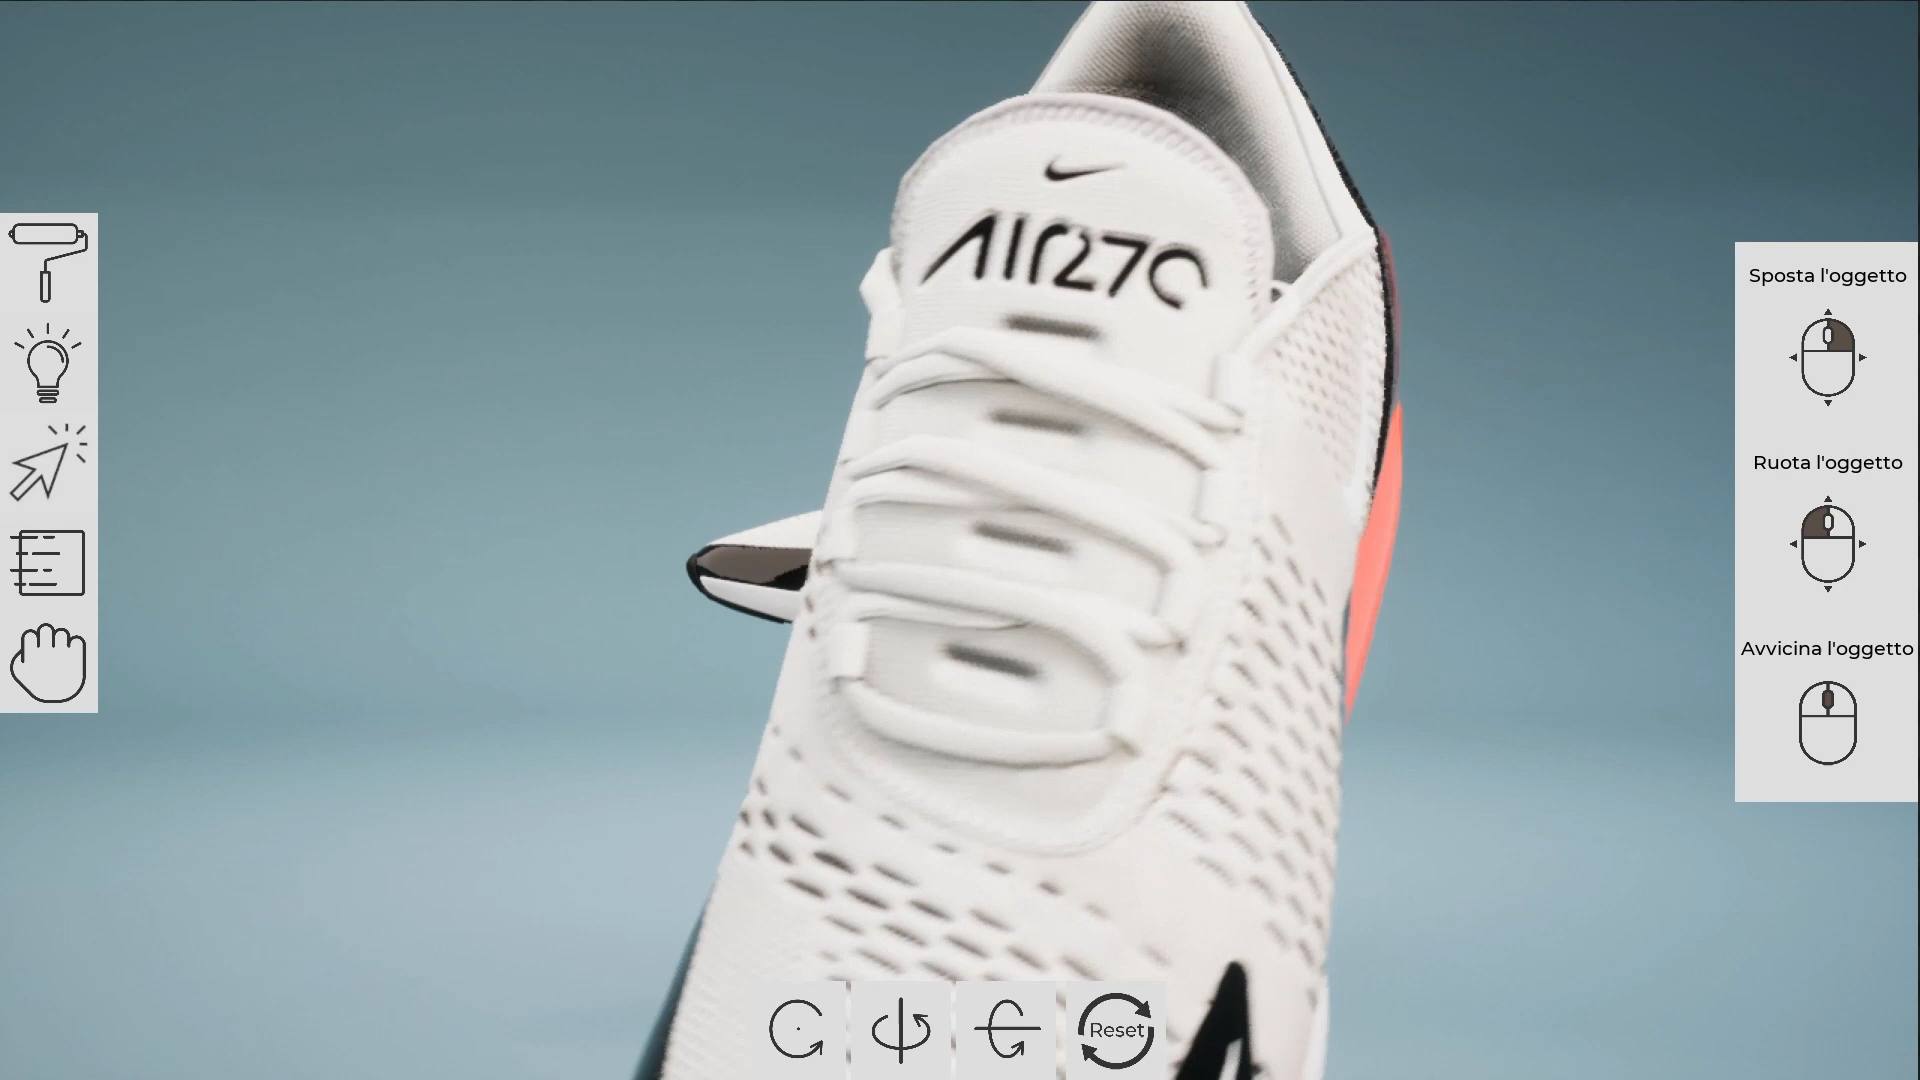 AIR270
Sposta l'oggetto
Ruota l'oggetto
Avvicina l'oggetto
Reset